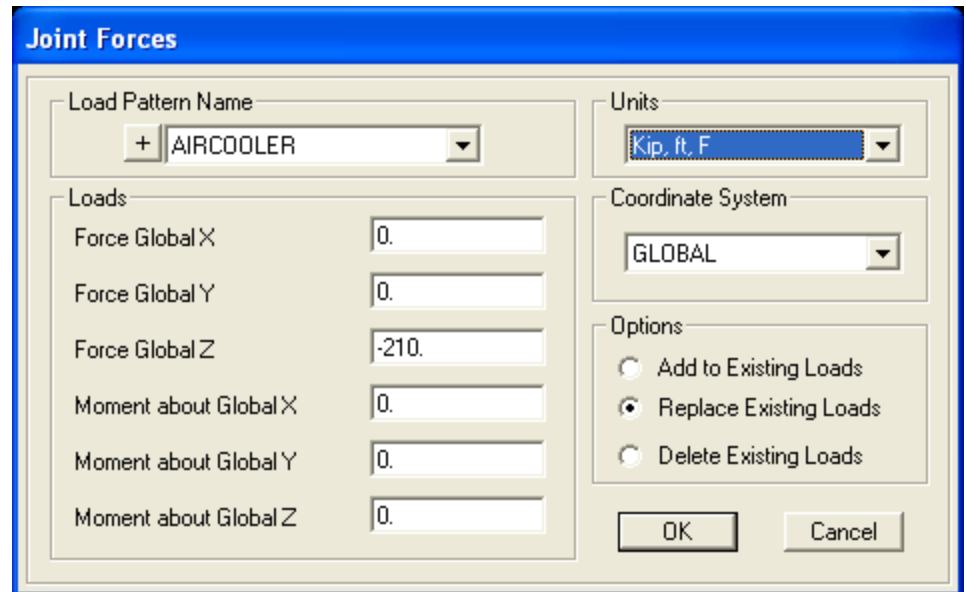 Joint Forces
Load Pattern Name
+ AIRCOOLER
Units
Kip, ft, F
Loads
Force Global X 0.
Force Global Y 0.
Force Global Z -210.
Moment about Global X 0.
Moment about Global Y 0.
Moment about Global Z 0.
Coordinate System
GLOBAL
Options
Add to Existing Loads
Replace Existing Loads
Delete Existing Loads
OK Cancel